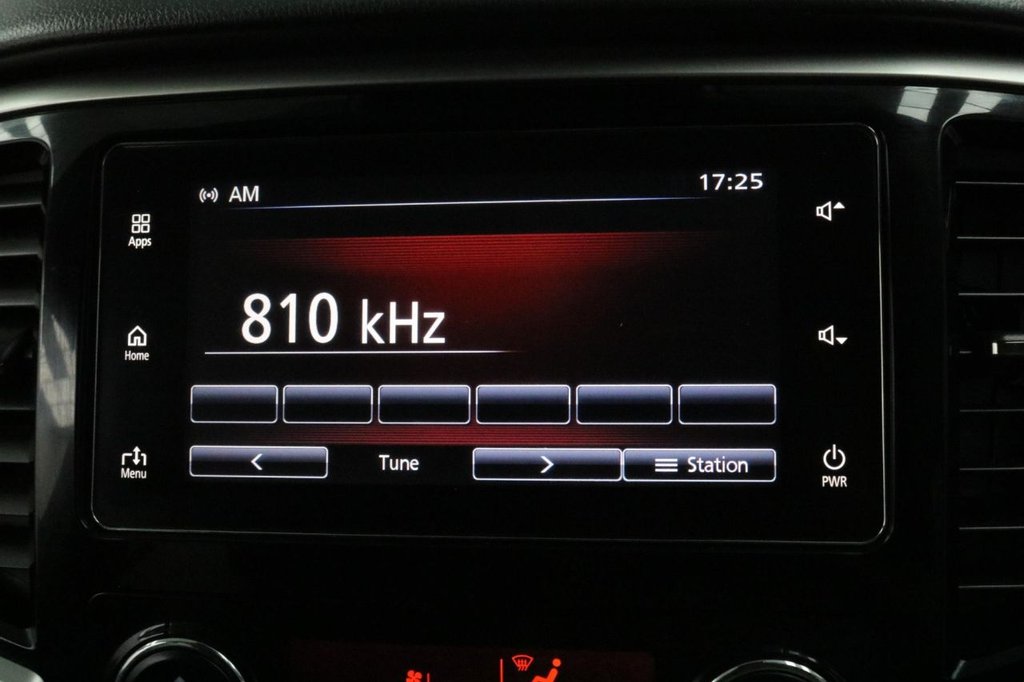 AM 17:25
Apps
810 kHz
Home
< Tune > Station
Menu
PWR